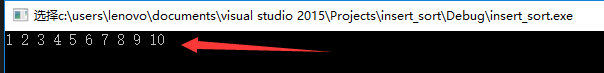 选择c:\users\lenovo\documents\visual studio 2015\Projects\insert_sort\Debug\insert_sort.exe
1 2 3 4 5 6 7 8 9 10